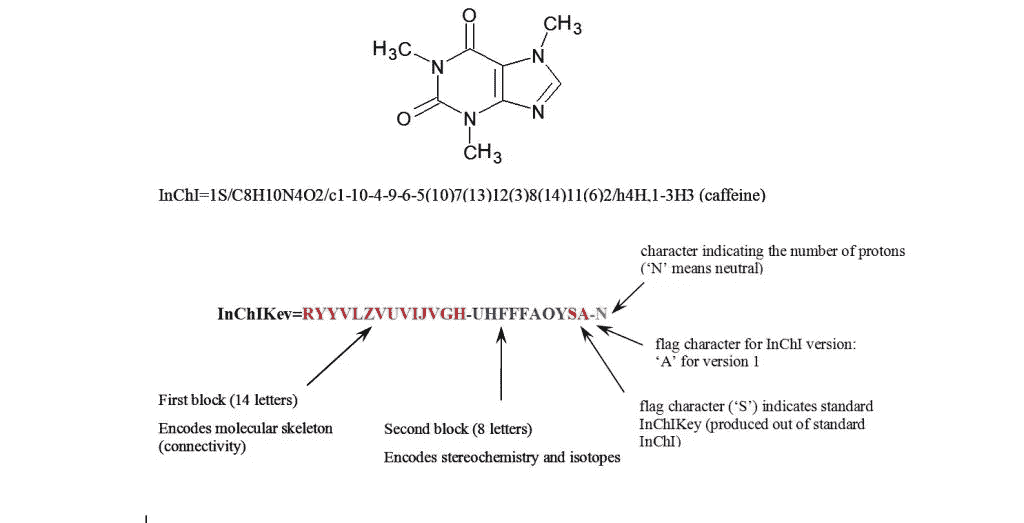 O
CH3
H3C
N
N
O
N
N
CH3
InChI=1S/C8H10N4O2/c1-10-4-9-6-5(10)7(13)12(3)8(14)11(6)2/h4H,1-3H3 (caffeine)
character indicating the number of protons
('N' means neutral)
InChIKey=RYYVLZVUVIJVGH-UHFFFAOYSA-N
flag character for InChI version:
'A' for version 1
First block (14 letters)
Encodes molecular skeleton
(connectivity)
flag character ('S') indicates standard
InChIKey (produced out of standard
InChI)
Second block (8 letters)
Encodes stereochemistry and isotopes